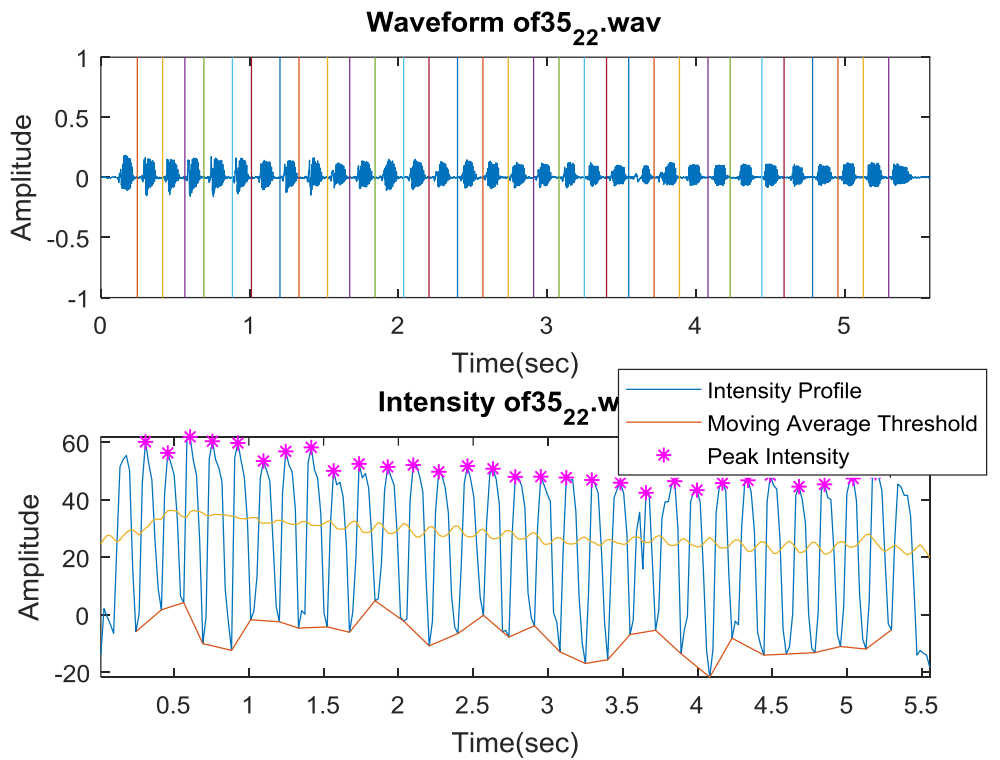 Waveform of35₂₂.wav
1
0.5
0
-0.5
-1
Amplitude
0 1 2 3 4 5
Time(sec)
Intensity of35₂₂.w
Intensity Profile
Moving Average Threshold
Peak Intensity
60
40
20
0
-20
Amplitude
0.5 1 1.5 2 2.5 3 3.5 4 4.5 5 5.5
Time(sec)